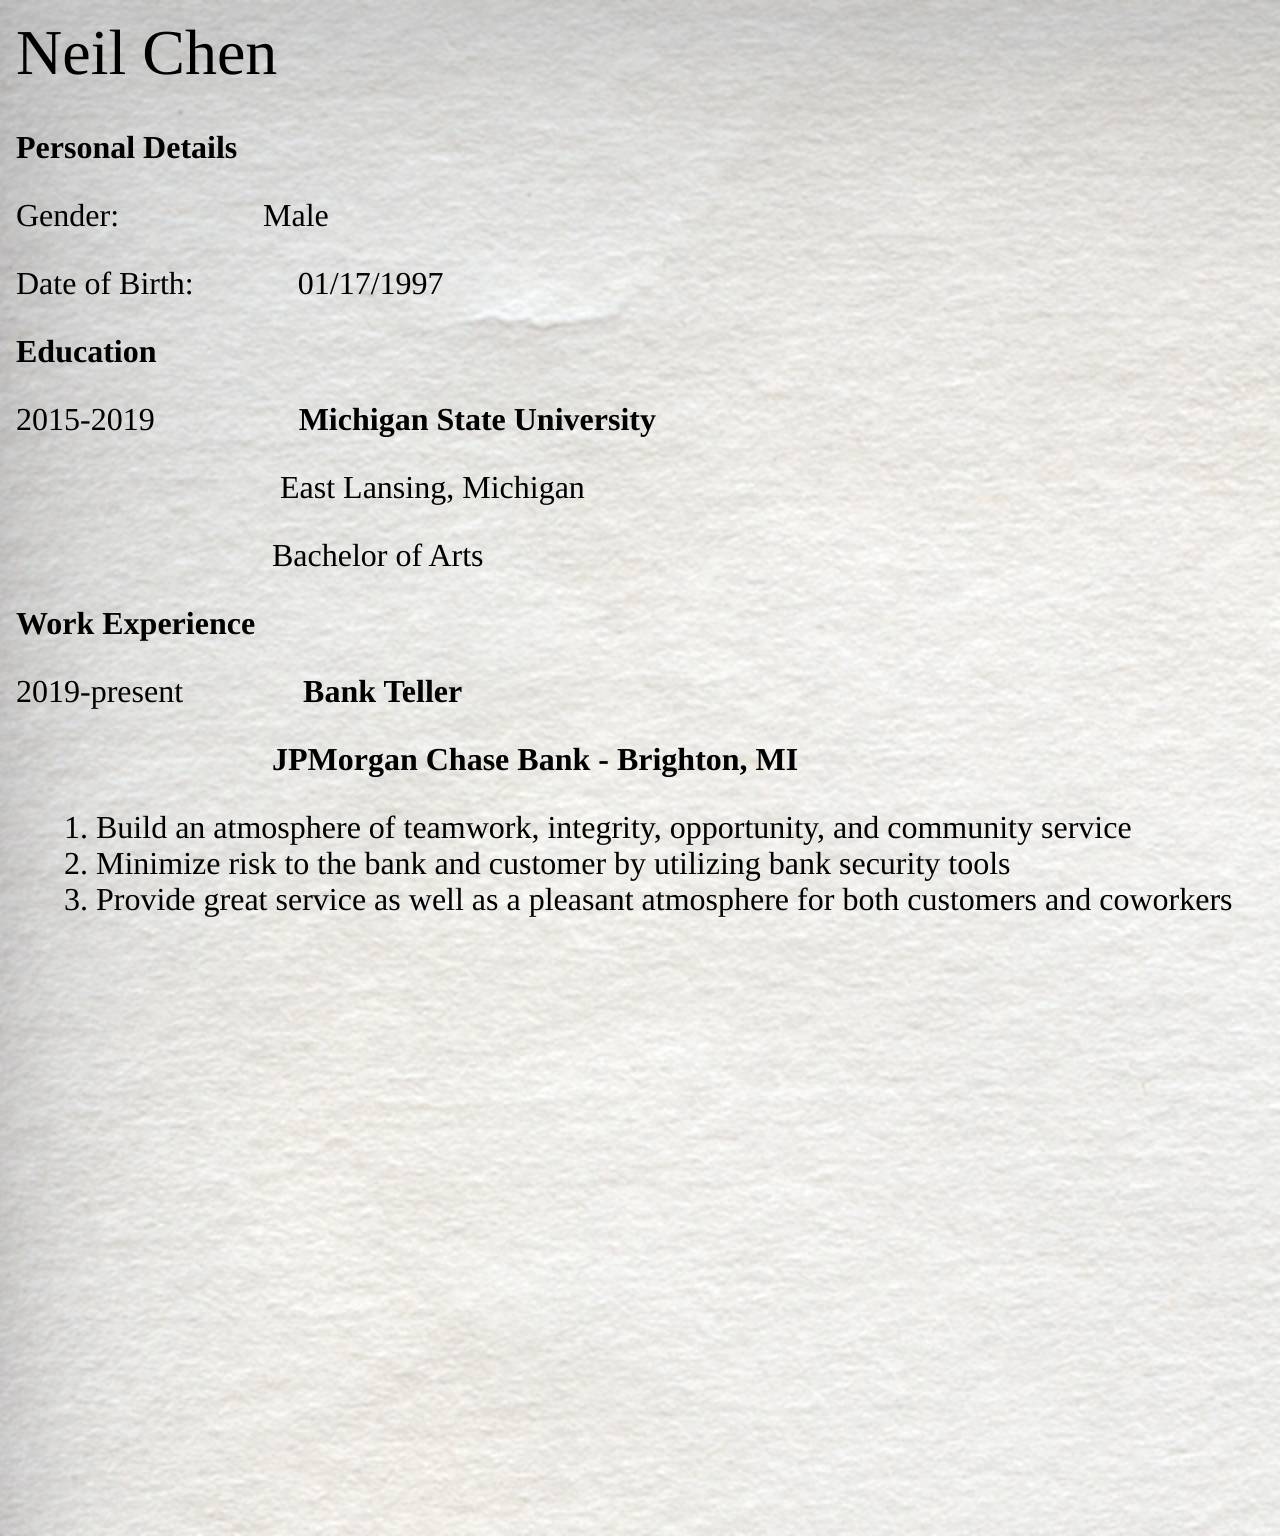 Neil Chen
Personal Details
Gender: Male
Date of Birth: 01/17/1997
Education
2015-2019 Michigan State University
East Lansing, Michigan
Bachelor of Arts
Work Experience
2019-present Bank Teller
JPMorgan Chase Bank - Brighton, MI
1. Build an atmosphere of teamwork, integrity, opportunity, and community service
2. Minimize risk to the bank and customer by utilizing bank security tools
3. Provide great service as well as a pleasant atmosphere for both customers and coworkers